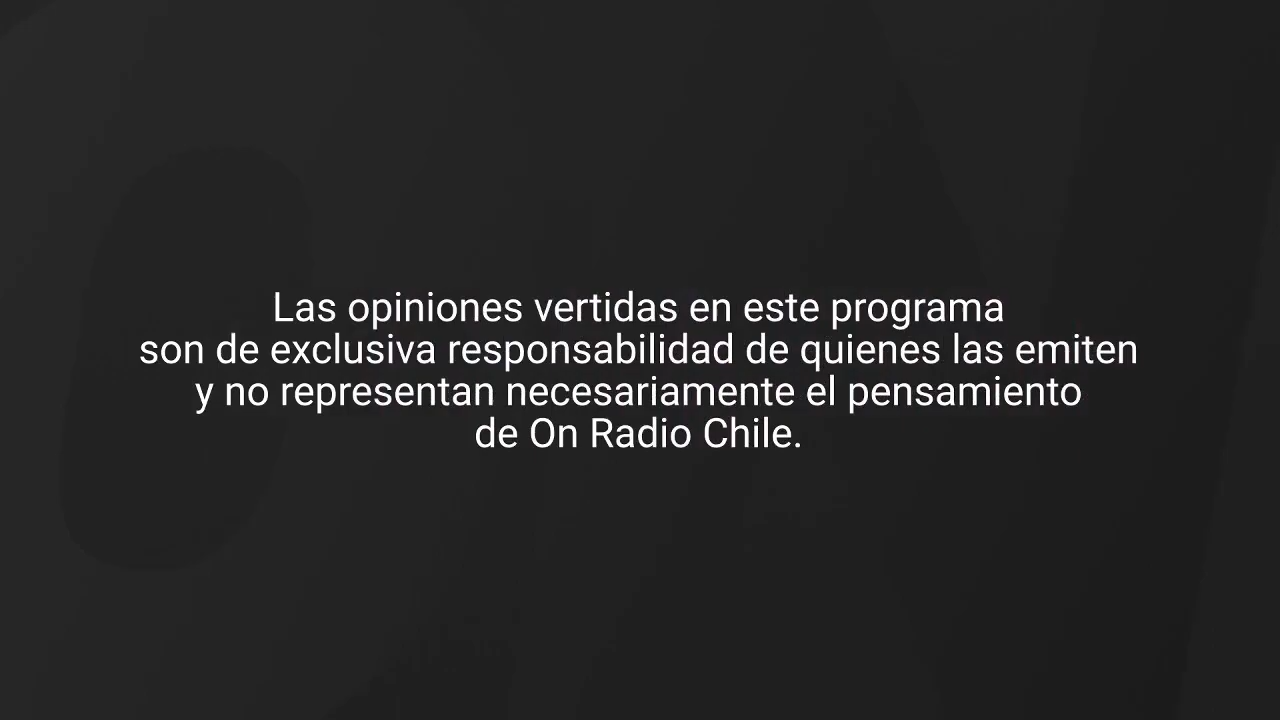 Las opiniones vertidas en este programa
son de exclusiva responsabilidad de quienes las emiten
y no representan necesariamente el pensamiento
de On Radio Chile.